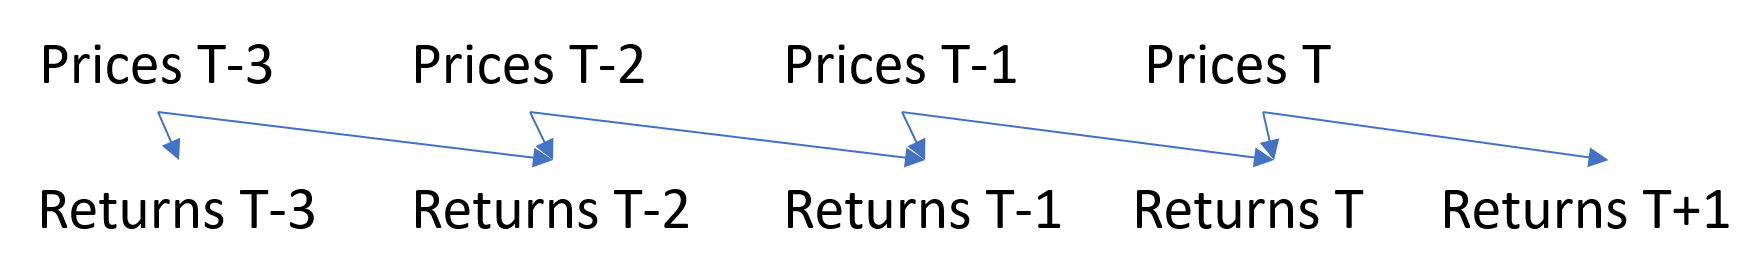 Prices T-3 Prices T-2 Prices T-1 Prices T
Returns T-3 Returns T-2 Returns T-1 Returns T Returns T+1